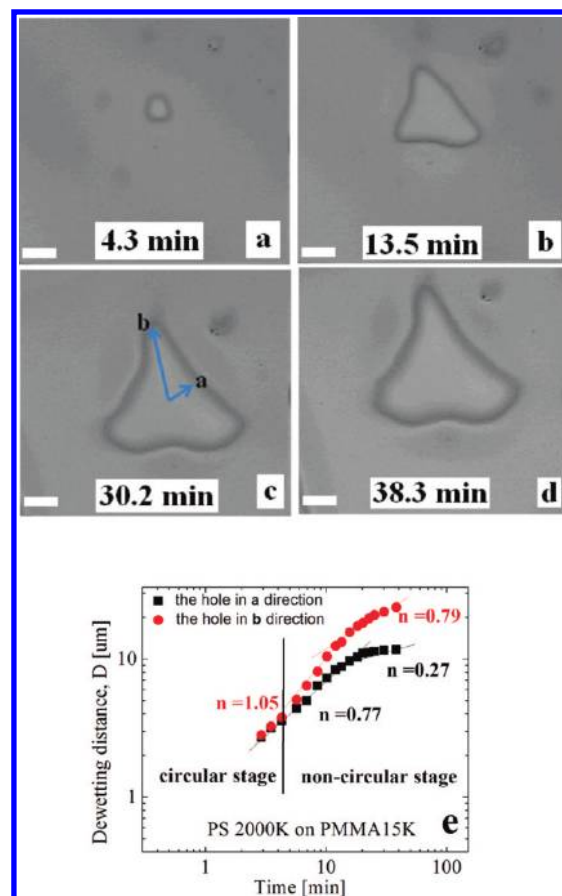 4.3 min
a
13.5 min
b
b
a
30.2 min
c
38.3 min
d
the hole in a direction
the hole in b direction
n =0.79
n =1.05
n =0.27
n =0.77
circular stage
non-circular stage
PS 2000K on PMMA15K
e
Dewetting distance, D [um]
10
1
1
10
100
Time [min]